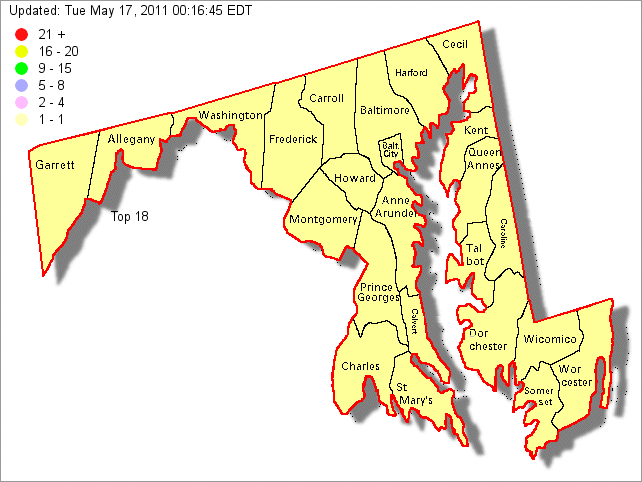 Updated: Tue May 17, 2011 00:16:45 EDT
21 +
16 - 20
9 - 15
5 - 8
2 - 4
1 - 1
Cecil
Harford
Carroll
Baltimore
Washington
Kent
Allegany
Frederick
Balt.
City
Queen
Annes
Garrett
Howard
Anne
Arundel
Top 18
Montgomery
Caroline
Tal
bot
Prince
Georges
Calvert
Dor
chester
Wicomico
Charles
Wor
cester
St
Mary's
Somer
set